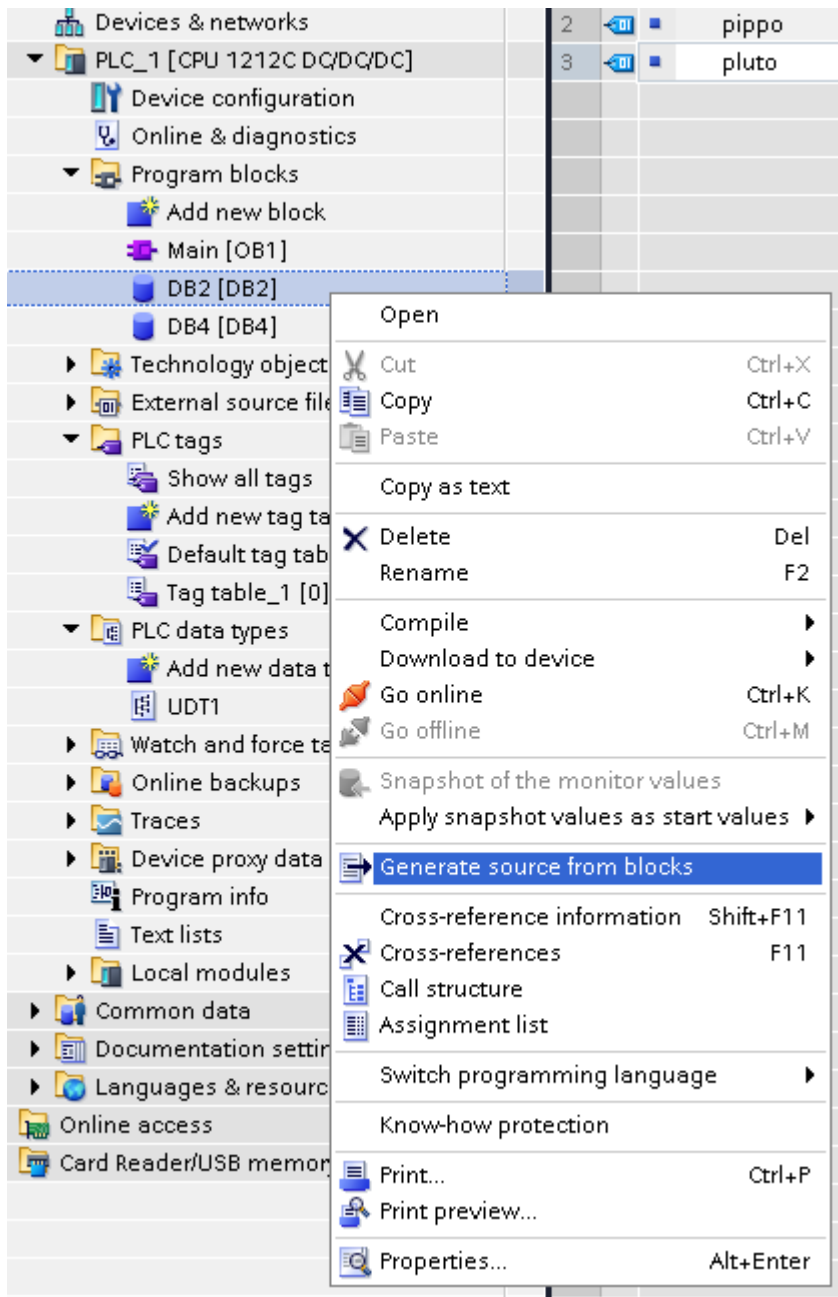 Devices & networks
PLC_1 [CPU 1212C DC/DC/DC]
Device configuration
Online & diagnostics
Program blocks
Add new block
Main [OB1]
DB2 [DB2]
DB4 [DB4]
Technology object
External source file
PLC tags
Show all tags
Add new tag ta
Default tag tab
Tag table_1 [0]
PLC data types
Add new data t
UDT1
Watch and force ta
Online backups
Traces
Device proxy data
Program info
Text lists
Local modules
Common data
Documentation settin
Languages & resourc
Online access
Card Reader/USB memory
2 pippo
3 pluto
Open
Cut Ctrl+X
Copy Ctrl+C
Paste Ctrl+V
Copy as text
Delete Del
Rename F2
Compile
Download to device
Go online Ctrl+K
Go offline Ctrl+M
Snapshot of the monitor values
Apply snapshot values as start values
Generate source from blocks
Cross-reference information Shift+F11
Cross-references F11
Call structure
Assignment list
Switch programming language
Know-how protection
Print... Ctrl+P
Print preview...
Properties... Alt+Enter